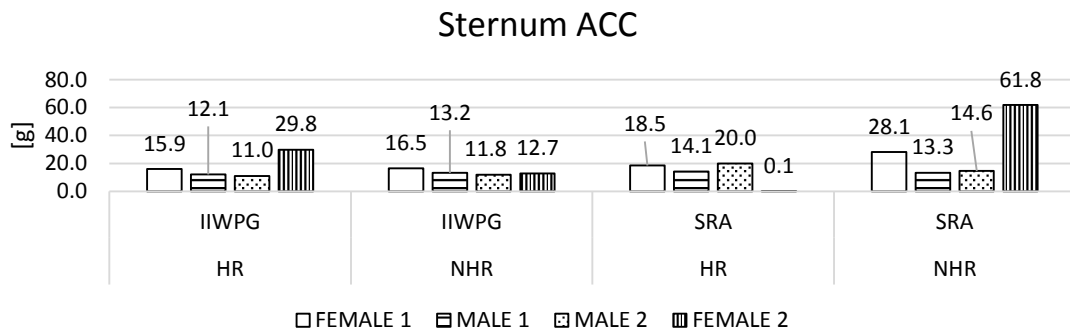 Sternum ACC
[g]
80.0
60.0
40.0
20.0
0.0
15.9 12.1 11.0 29.8
16.5 13.2 11.8 12.7
18.5 14.1 20.0 0.1
28.1 13.3 14.6 61.8
IIWPG IIWPG SRA SRA
HR NHR HR NHR
FEMALE 1 MALE 1 MALE 2 FEMALE 2